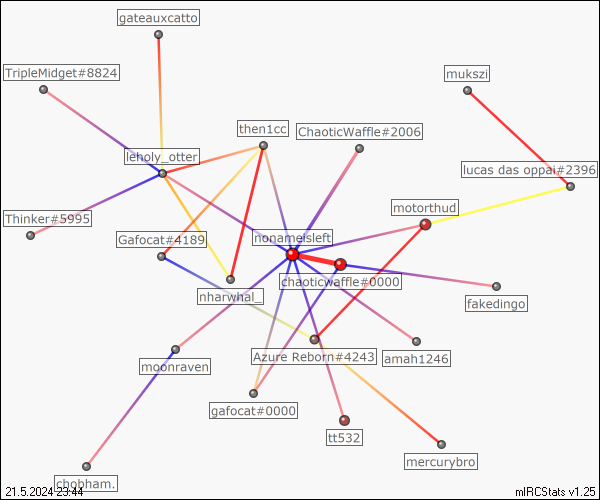 gateauxcatto
TripleMidget#8824
mukszi
then1cc
ChaoticWaffle#2006
leholy_otter
lucas das oppai#2396
motorthud
Thinker#5995
Gafocat#4189
nonameisleft
chaoticwaffle#0000
nharwhal_
fakedingo
Azure Reborn#4243
amah1246
moonraven
gafocat#0000
tt532
mercurybro
chobham.
21.5.2024 23:44
mIRCStats v1.25